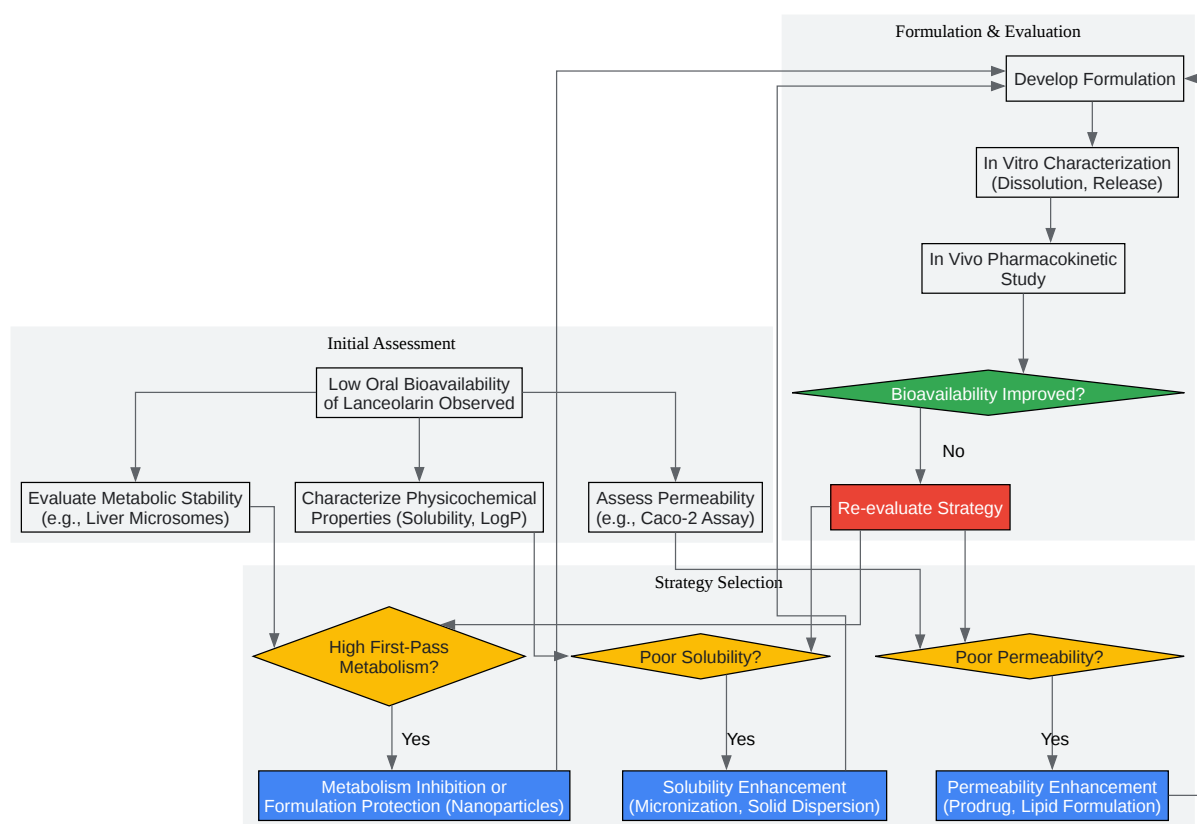 Formulation & Evaluation
Develop Formulation
In Vitro Characterization
(Dissolution, Release)
In Vivo Pharmacokinetic
Study
Bioavailability Improved?
No
Re-evaluate Strategy
Initial Assessment
Low Oral Bioavailability
of Lanceolarin Observed
Evaluate Metabolic Stability
(e.g., Liver Microsomes)
Characterize Physicochemical
Properties (Solubility, LogP)
Assess Permeability
(e.g., Caco-2 Assay)
Strategy Selection
High First-Pass
Metabolism?
Poor Solubility?
Poor Permeability?
Yes
Yes
Yes
Metabolism Inhibition or
Formulation Protection (Nanoparticles)
Solubility Enhancement
(Micronization, Solid Dispersion)
Permeability Enhancement
(Prodrug, Lipid Formulation)